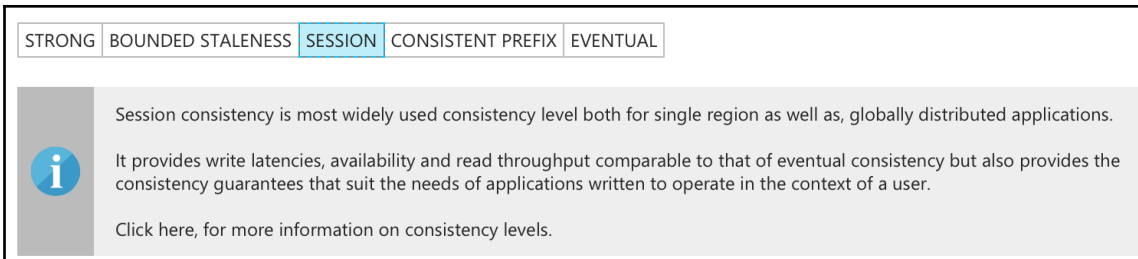 STRONG BOUNDED STALENESS SESSION CONSISTENT PREFIX EVENTUAL
Session consistency is most widely used consistency level both for single region as well as, globally distributed applications.
It provides write latencies, availability and read throughput comparable to that of eventual consistency but also provides the
consistency guarantees that suit the needs of applications written to operate in the context of a user.
Click here, for more information on consistency levels.